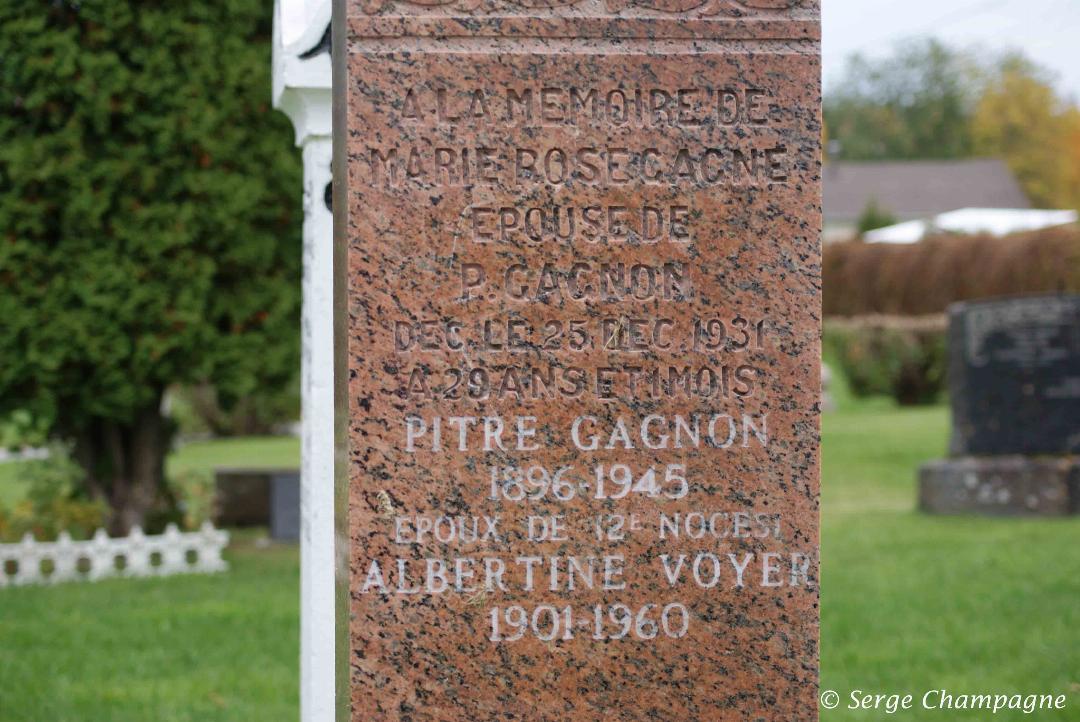 A LA MEMOIRE DE
MARIE ROSE GAGNE
EPOUSE DE
P. GAGNON
DEC. LE 25 DEC. 1931
A 29 ANS ET 1 MOIS
PITRE GAGNON
1896-1945
EPOUX DE (2E NOCES)
ALBERTINE VOYER
1901-1960
© Serge Champagne